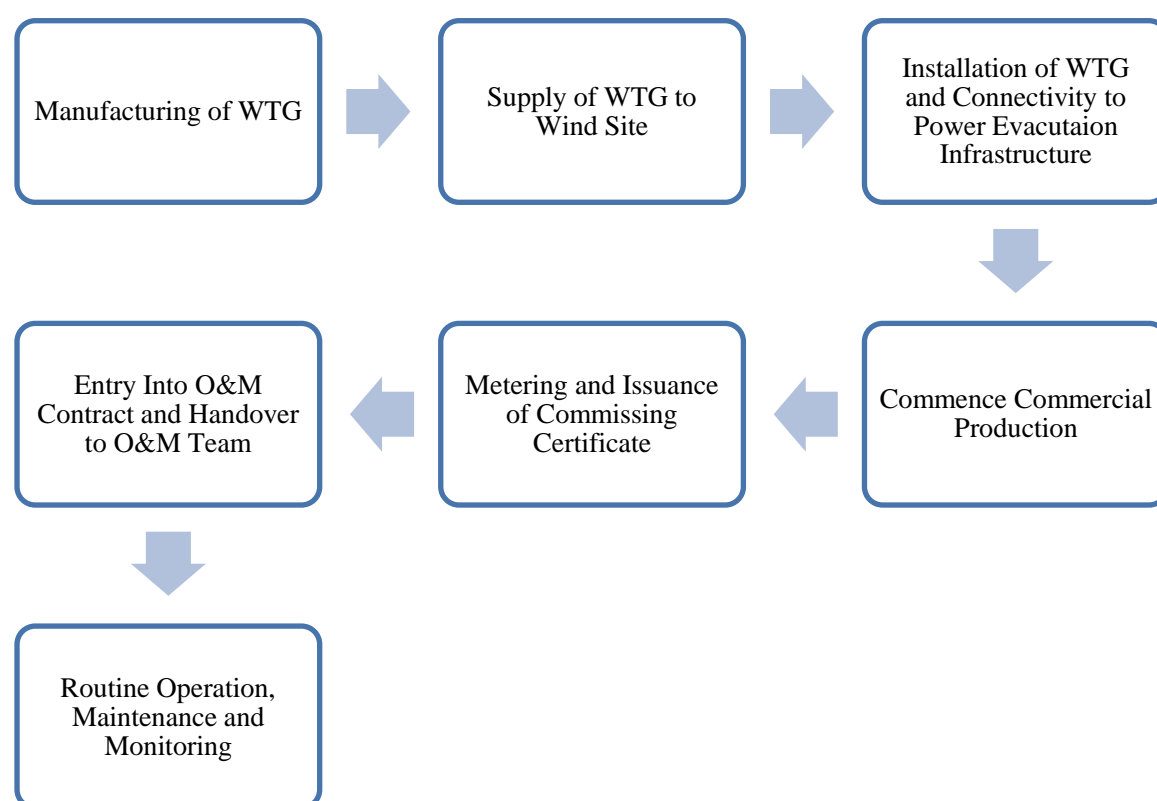 Manufacturing of WTG
Supply of WTG to
Wind Site
Installation of WTG
and Connectivity to
Power Evacutaion
Infrastructure
Commence Commercial
Production
Metering and Issuance
of Commissing
Certificate
Entry Into O&M
Contract and Handover
to O&M Team
Routine Operation,
Maintenance and
Monitoring